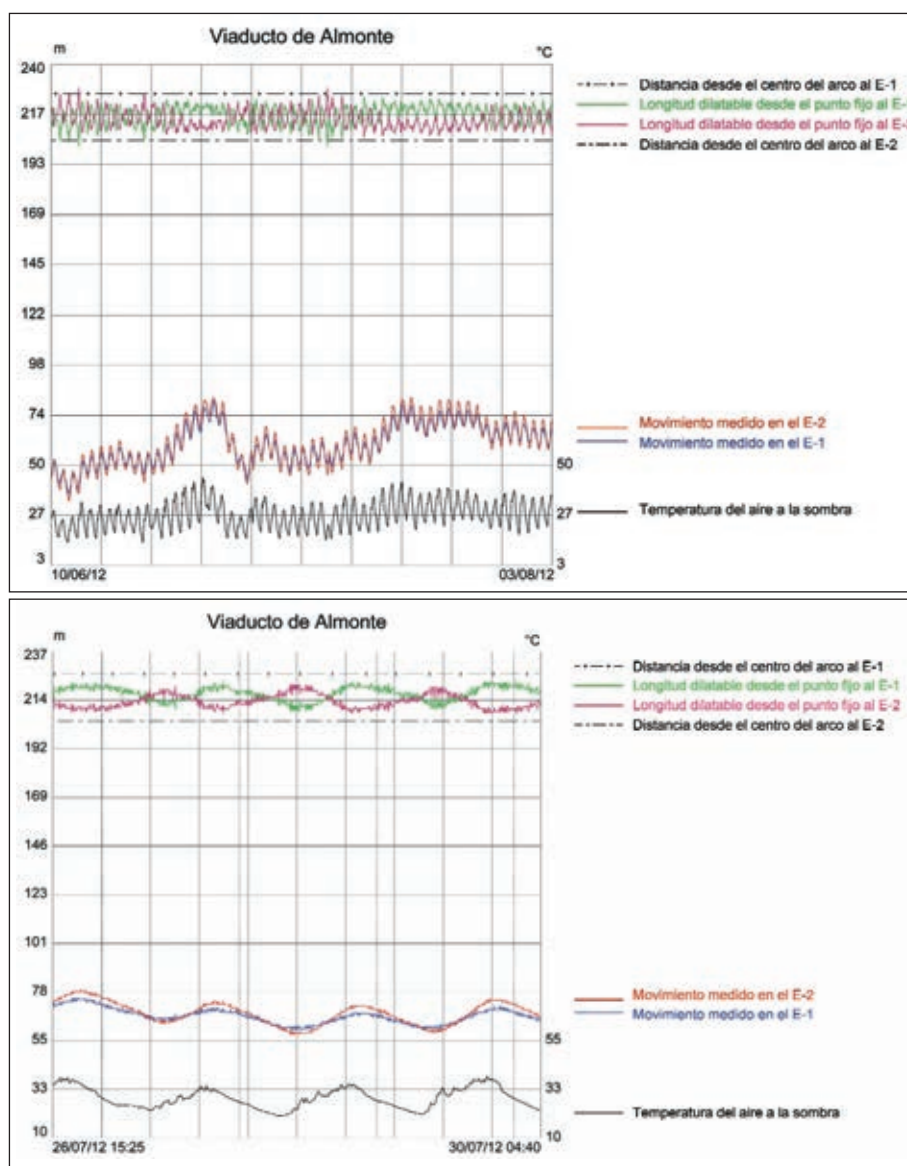 Viaducto de Almonte
m
°C
240
217
193
169
145
122
98
74
50
27
3
50
27
3
10/06/12
03/08/12
Distancia desde el centro del arco al E-1
Longitud dilatable desde el punto fijo al
Longitud dilatable desde el punto fijo al
Distancia desde el centro del arco al E-2
Movimiento medido en el E-2
Movimiento medido en el E-1
Temperatura del aire a la sombra
Viaducto de Almonte
m
°C
237
214
192
169
146
123
101
78
55
33
10
55
33
10
26/07/12 15:25
30/07/12 04:40
Distancia desde el centro del arco al E-1
Longitud dilatable desde el punto fijo al E-1
Longitud dilatable desde el punto fijo al E-2
Distancia desde el centro del arco al E-2
Movimiento medido en el E-2
Movimiento medido en el E-1
Temperatura del aire a la sombra